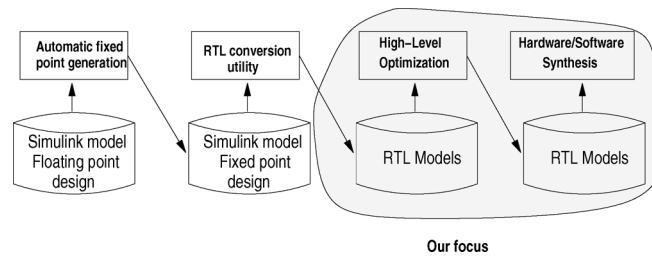 Automatic fixed
point generation
RTL conversion
utility
High-Level
Optimization
Hardware/Software
Synthesis
Simulink model
Floating point
design
Simulink model
Fixed point
design
RTL Models
RTL Models
Our focus